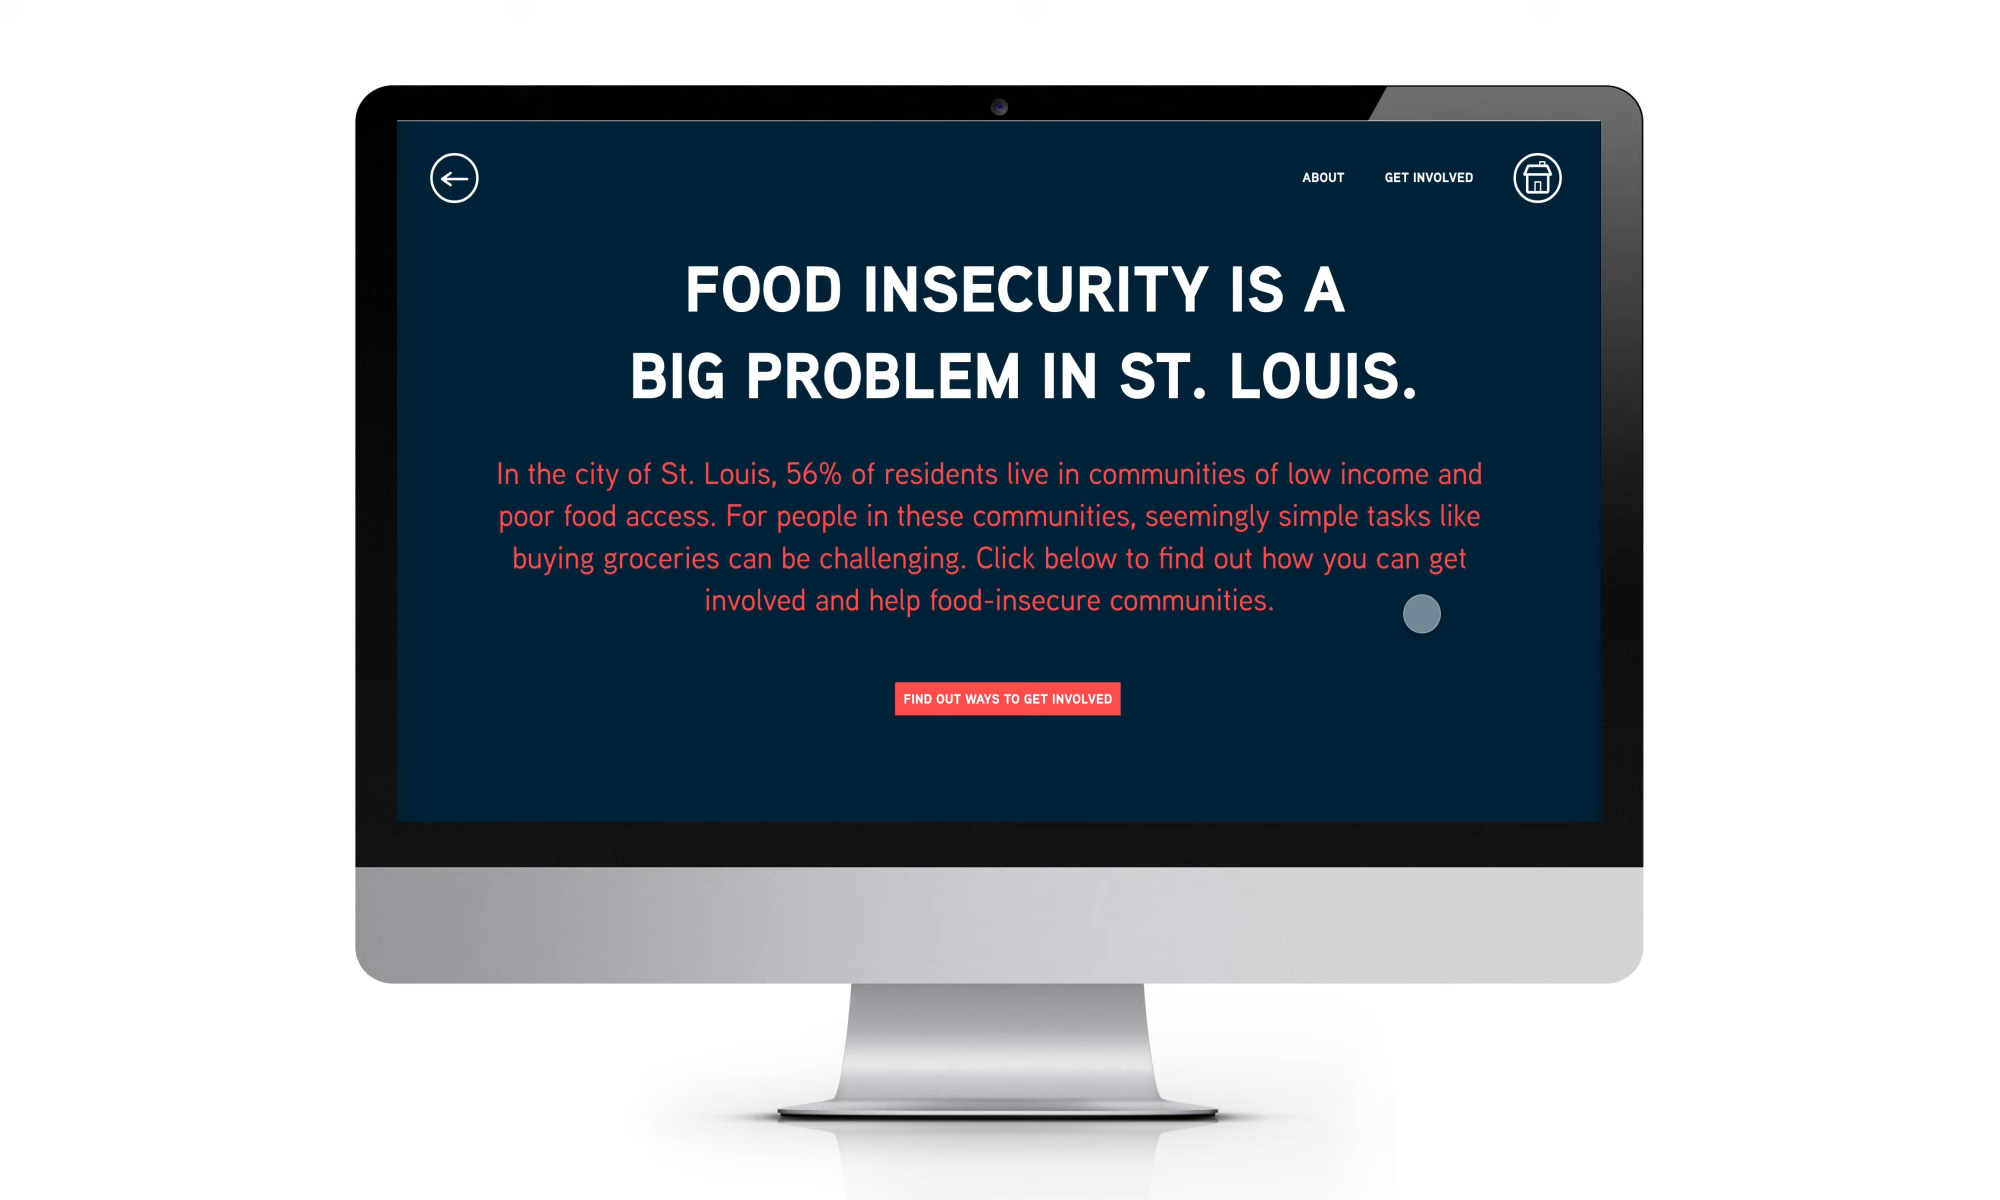 ABOUT GET INVOLVED
FOOD INSECURITY IS A
BIG PROBLEM IN ST. LOUIS.
In the city of St. Louis, 56% of residents live in communities of low income and
poor food access. For people in these communities, seemingly simple tasks like
buying groceries can be challenging. Click below to find out how you can get
involved and help food-insecure communities.
FIND OUT WAYS TO GET INVOLVED